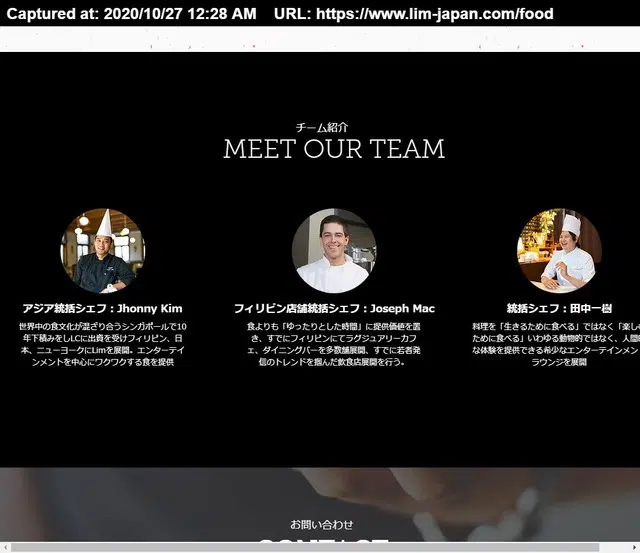 Captured at: 2020/10/27 12:28 AM    URL: https://www.lim-japan.com/food
チーム紹介
MEET OUR TEAM
アジア統括シェフ：Jhonny Kim
世界中の食文化が混ざり合うシンガポールで10
年下積みをしLCに出資を受けフィリピン、日
本、ニューヨークにLimを展開。エンターテイ
ンメントを中心にワクワクする食を提供
フィリピン店舗統括シェフ：Joseph Mac
食よりも「ゆったりとした時間」に提供価値を置
き、すでにフィリピンにてラグジュアリーカフ
ェ、ダイニングバーを多数舗展開、すでに若者発
信のトレンドを掴んだ飲食店展開を行う。
統括シェフ：田中一樹
料理を「生きるために食べる」ではなく「楽し
ために食べる」いわゆる動物的ではなく、人間的
な体験を提供できる希少なエンターテインメン
ラウンジを展開
お問い合わせ
CONTACT